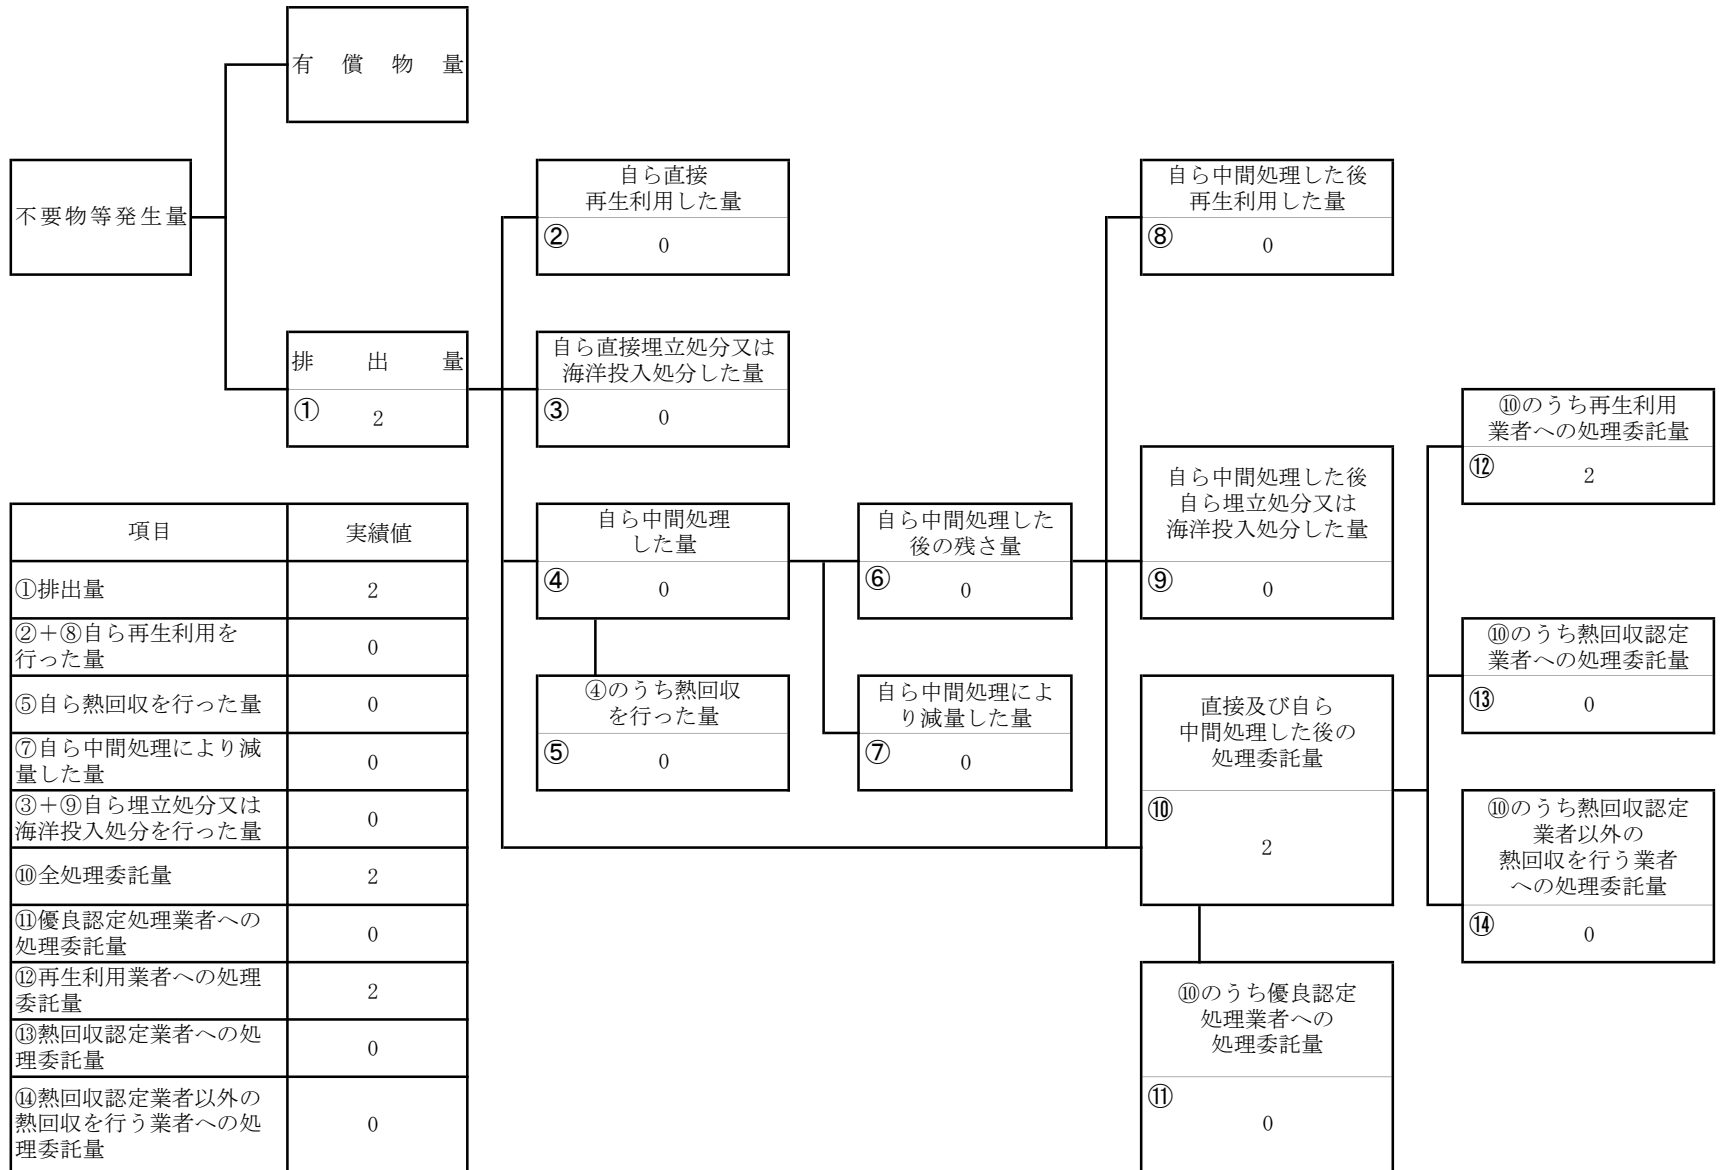 有償物量
不要物等発生量
排出量
① 2
自ら直接
再生利用した量
② 0
自ら直接埋立処分又は
海洋投入処分した量
③ 0
自ら中間処理
した量
④ 0
④のうち熱回収
を行った量
⑤ 0
自ら中間処理した
後の残さ量
⑥ 0
自ら中間処理によ
り減量した量
⑦ 0
自ら中間処理した後
再生利用した量
⑧ 0
自ら中間処理した後
自ら埋立処分又は
海洋投入処分した量
⑨ 0
直接及び自ら
中間処理した後の
処理委託量
⑩
2
⑩のうち優良認定
処理業者への
処理委託量
⑪
0
⑩のうち再生利用
業者への処理委託量
⑫ 2
⑩のうち熱回収認定
業者への処理委託量
⑬ 0
⑩のうち熱回収認定
業者以外の
熱回収を行う業者
への処理委託量
⑭ 0
項目 実績値
①排出量 2
②+⑧自ら再生利用を
行った量 0
⑤自ら熱回収を行った量 0
⑦自ら中間処理により減
量した量 0
③+⑨自ら埋立処分又は
海洋投入処分を行った量 0
⑩全処理委託量 2
⑪優良認定処理業者への
処理委託量 0
⑫再生利用業者への処理
委託量 2
⑬熱回収認定業者への処
理委託量 0
⑭熱回収認定業者以外の
熱回収を行う業者への処 0
理委託量